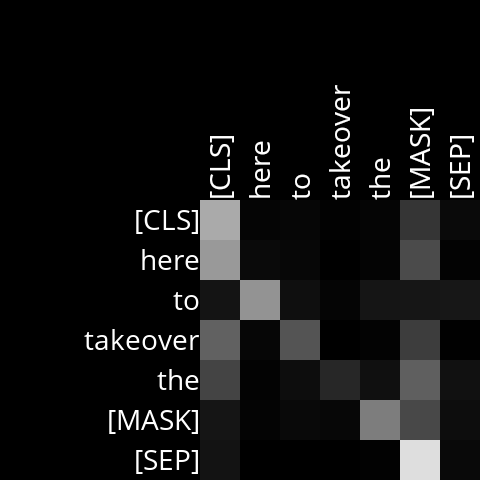 [CLS]
here
to
takeover
the
[MASK]
[SEP]
[CLS]
here
to
takeover
the
[MASK]
[SEP]